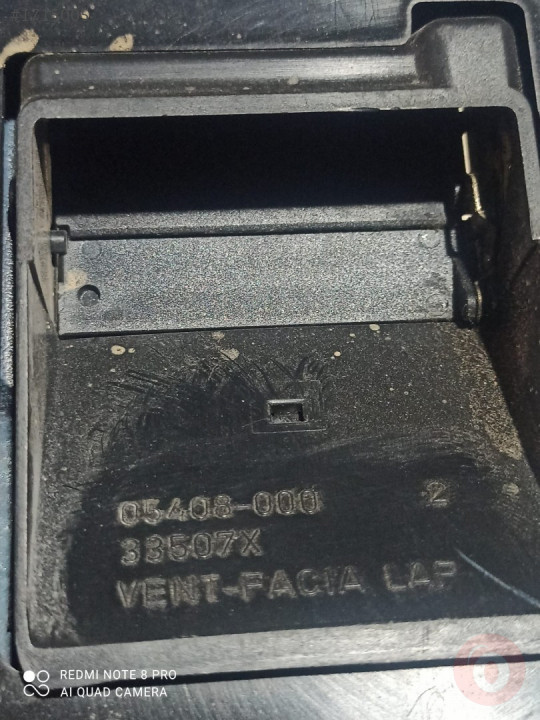 05408-000 2
33507X
VENT-FACIA LAP
REDMI NOTE 8 PRO
AI QUAD CAMERA